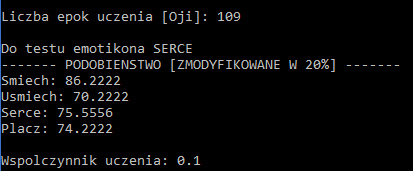 Liczba epok uczenia [Oji]: 109
Do testu emotikona SERCE
------- PODOBIENSTWO [ZMODYFIKOWANE W 20%] -------
Smiech: 86.2222
Usmiech: 70.2222
Serce: 75.5556
Placz: 74.2222
Wspolczynnik uczenia: 0.1